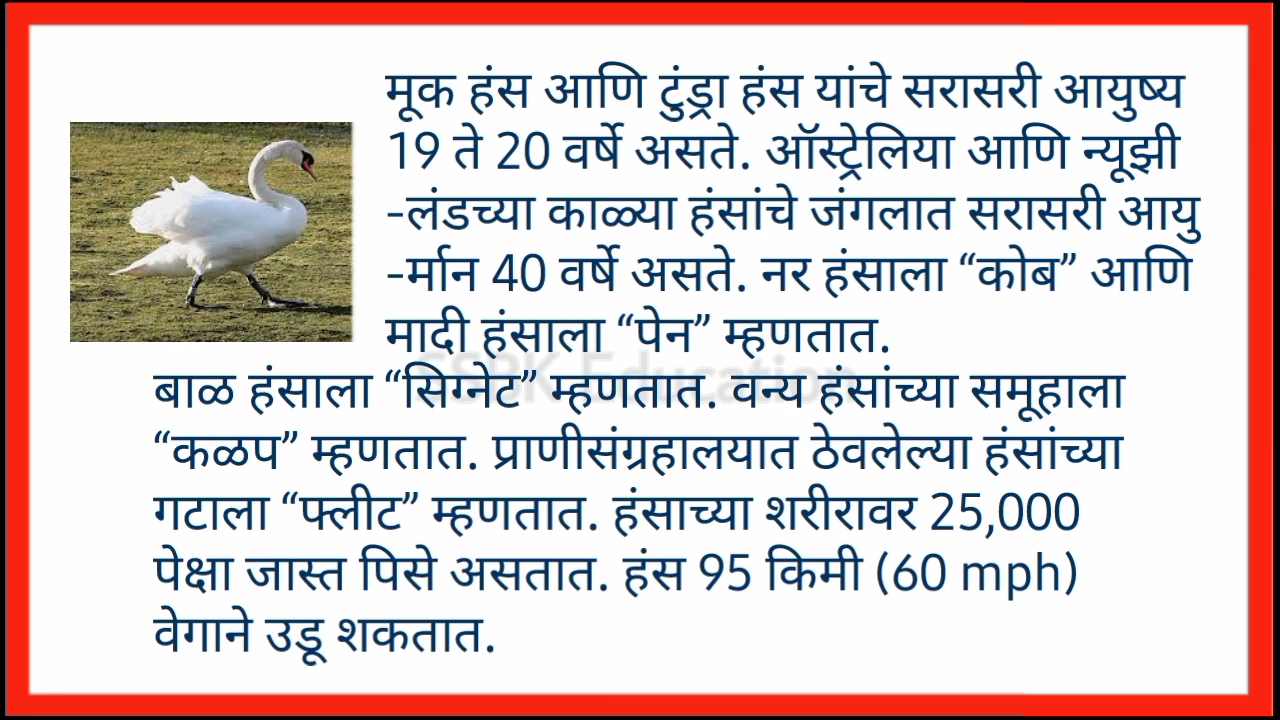 मूक हंस आणि टुंड्रा हंस यांचे सरासरी आयुष्य
19 ते 20 वर्षे असते. ऑस्ट्रेलिया आणि न्यूझी
-लंडच्या काळ्या हंसांचे जंगलात सरासरी आयु
-र्मान 40 वर्षे असते. नर हंसाला “कोब” आणि
मादी हंसाला “पेन” म्हणतात.
SSBK Education
बाळ हंसाला “सिग्नेट” म्हणतात. वन्य हंसांच्या समूहाला
“कळप” म्हणतात. प्राणीसंग्रहालयात ठेवलेल्या हंसांच्या
गटाला “फ्लीट” म्हणतात. हंसाच्या शरीरावर 25,000
पेक्षा जास्त पिसे असतात. हंस 95 किमी (60 mph)
वेगाने उडू शकतात.